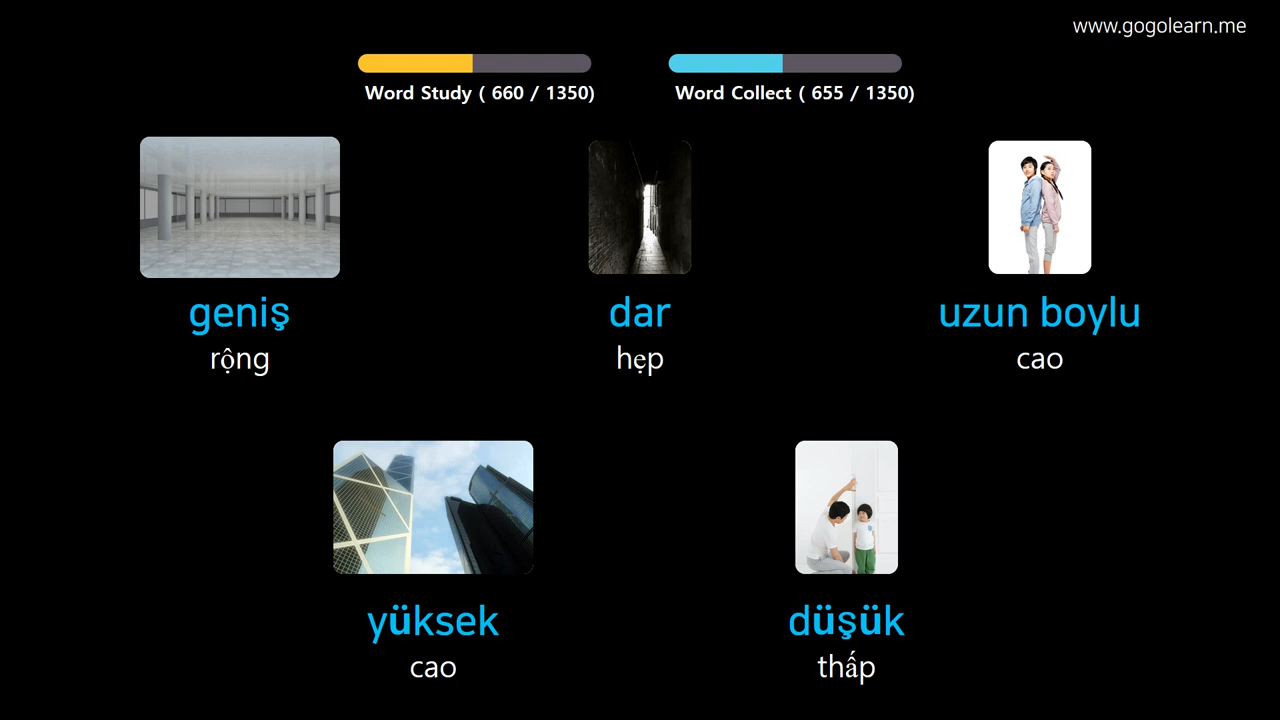 www.gogolearn.me
Word Study ( 660 / 1350)
Word Collect ( 655 / 1350)
geniş
rộng
dar
hẹp
uzun boylu
cao
yüksek
cao
düşük
thấp